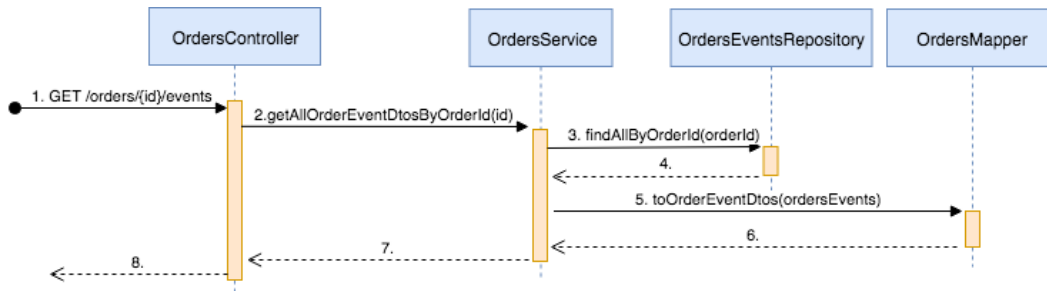 OrdersController
OrdersService
OrdersEventsRepository
OrdersMapper
1. GET /orders/{id}/events
2.getAllOrderEventDtosByOrderId(id)
3. findAllByOrderId(orderId)
4.
5. toOrderEventDtos(ordersEvents)
6.
7.
8.